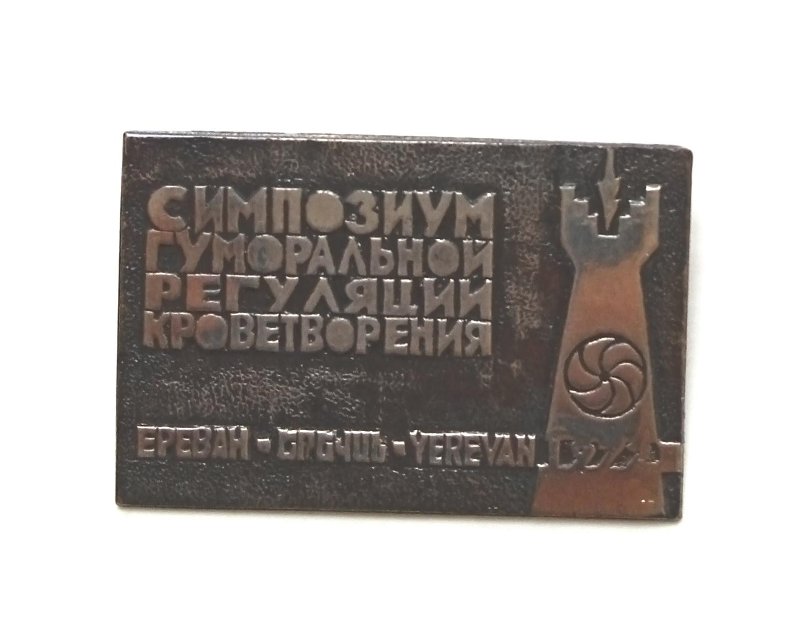 СИМПОЗИУМ
ГУМОРАЛЬНОЙ
РЕГУЛЯЦИИ
КРОВЕТВОРЕНИЯ
ЕРЕВАН - ԵՐԵՎԱՆ - YEREVAN